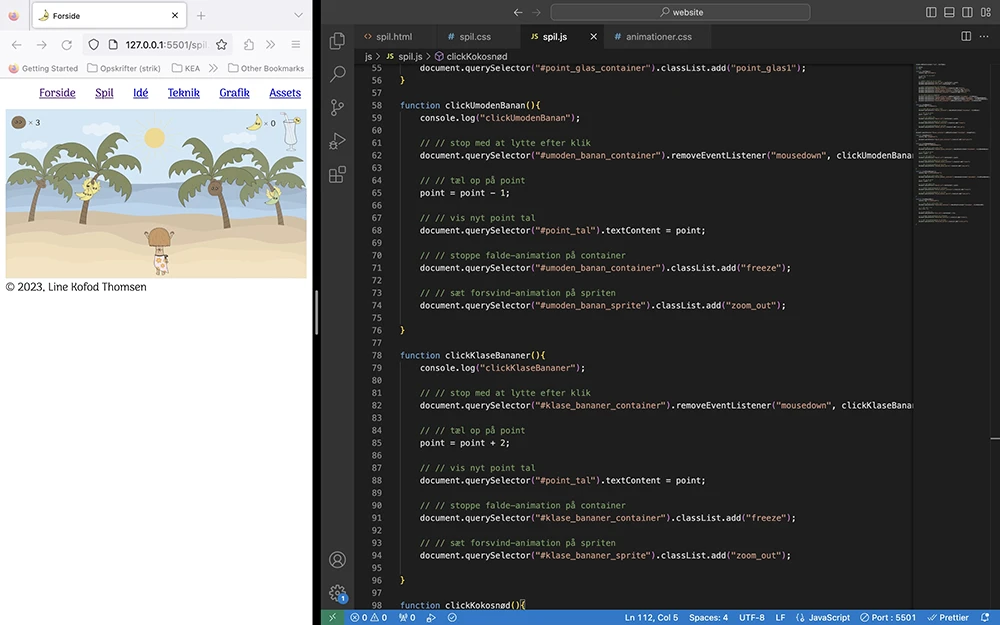 Forside
127.0.0.1:5501/spil.
Getting Started
Opskrifter (strik)
KEA
Other Bookmarks
Forside Spil Idé Teknik Grafik Assets
× 3
× 0
© 2023, Line Kofod Thomsen
website
spil.html
spil.css
spil.js
animationer.css
js > spil.js > clickKokosnød
55 document.querySelector("#point_glas_container").classList.add("point_glas1");
56 }
57
58 function clickUmodenBanan(){
59 console.log("clickUmodenBanan");
60
61 // // stop med at lytte efter klik
62 document.querySelector("#umoden_banan_container").removeEventListener("mousedown", clickUmodenBana
63
64 // // tæl op på point
65 point = point - 1;
66
67 // // vis nyt point tal
68 document.querySelector("#point_tal").textContent = point;
69
70 // // stoppe falde-animation på container
71 document.querySelector("#umoden_banan_container").classList.add("freeze");
72
73 // // sæt forsvind-animation på spriten
74 document.querySelector("#umoden_banan_sprite").classList.add("zoom_out");
75
76 }
77
78 function clickKlaseBananer(){
79 console.log("clickKlaseBananer");
80
81 // // stop med at lytte efter klik
82 document.querySelector("#klase_bananer_container").removeEventListener("mousedown", clickKlaseBana
83
84 // // tæl op på point
85 point = point + 2;
86
87 // // vis nyt point tal
88 document.querySelector("#point_tal").textContent = point;
89
90 // // stoppe falde-animation på container
91 document.querySelector("#klase_bananer_container").classList.add("freeze");
92
93 // // sæt forsvind-animation på spriten
94 document.querySelector("#klase_bananer_sprite").classList.add("zoom_out");
95
96 }
97
98 function clickKokosnød(){
1
0 0 0 Ln 112, Col 5 Spaces: 4 UTF-8 LF JavaScript Port : 5501 Prettier